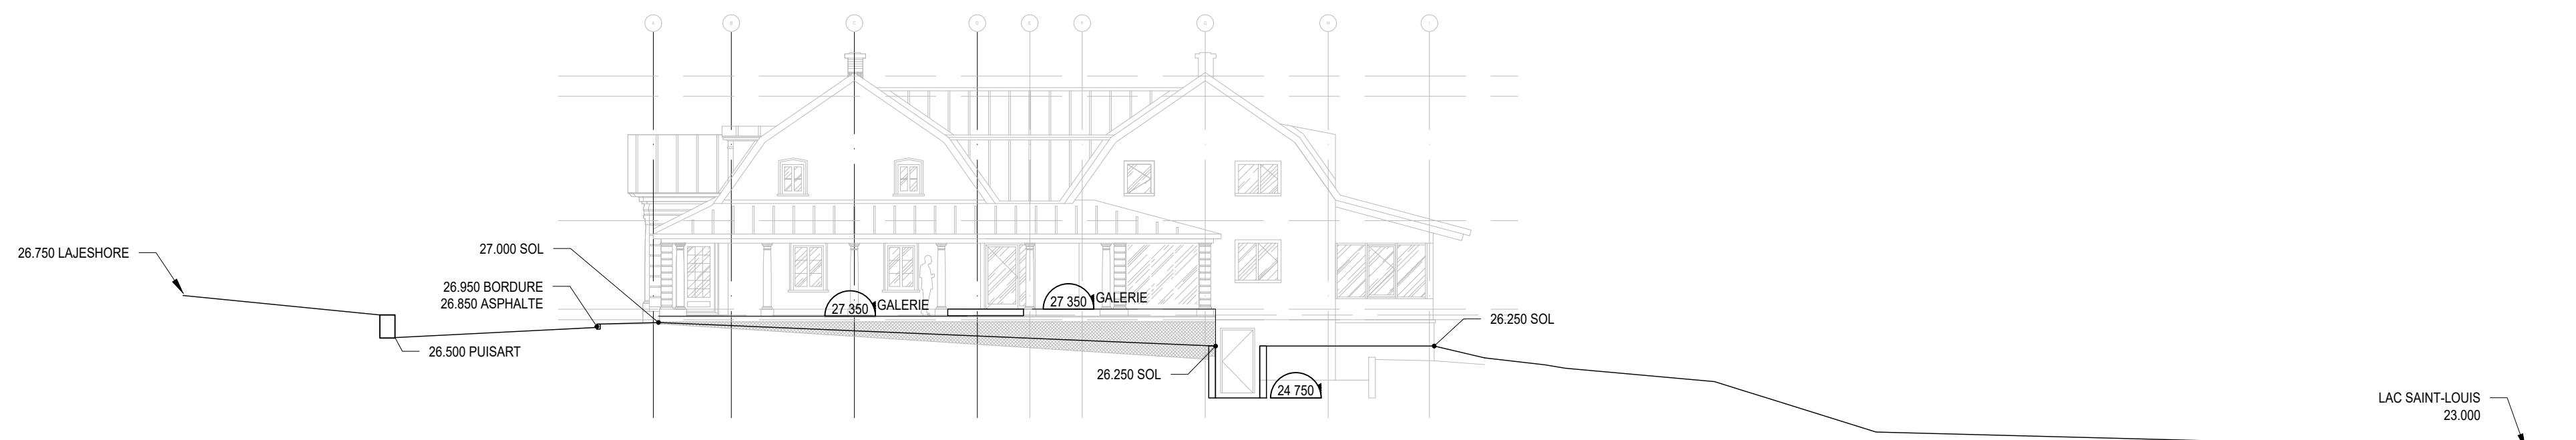 A B C D E F G H I
26.750 LAJESHORE
27.000 SOL
26.950 BORDURE
26.850 ASPHALTE
26.500 PUISART
27 350
GALERIE
27 350
GALERIE
26.250 SOL
26.250 SOL
24 750
LAC SAINT-LOUIS
23.000